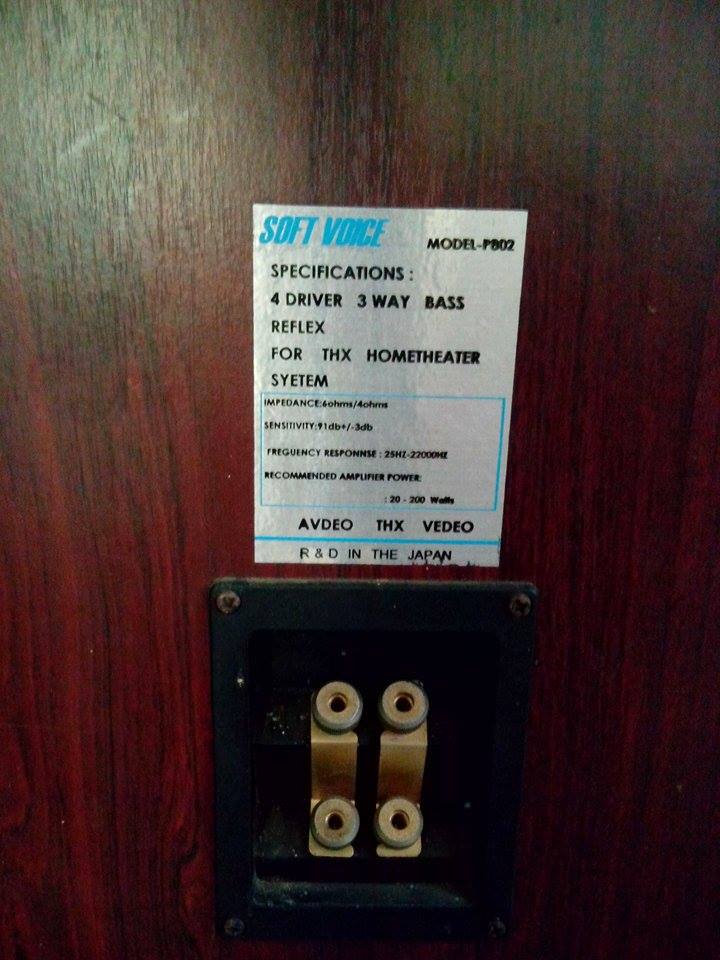 SOFT VOICE
MODEL-P802
SPECIFICATIONS :
4 DRIVER 3 WAY BASS
REFLEX
FOR THX HOMETHEATER
SYETEM
IMPEDANCE:6ohms/4ohms
SENSITIVITY:91db+/-3db
FREGUENCY RESPONNSE : 25HZ-22000HZ
RECOMMENDED AMPLIFIER POWER:
: 20 - 200 Watts
AVDEO THX VEDEO
R & D IN THE JAPAN